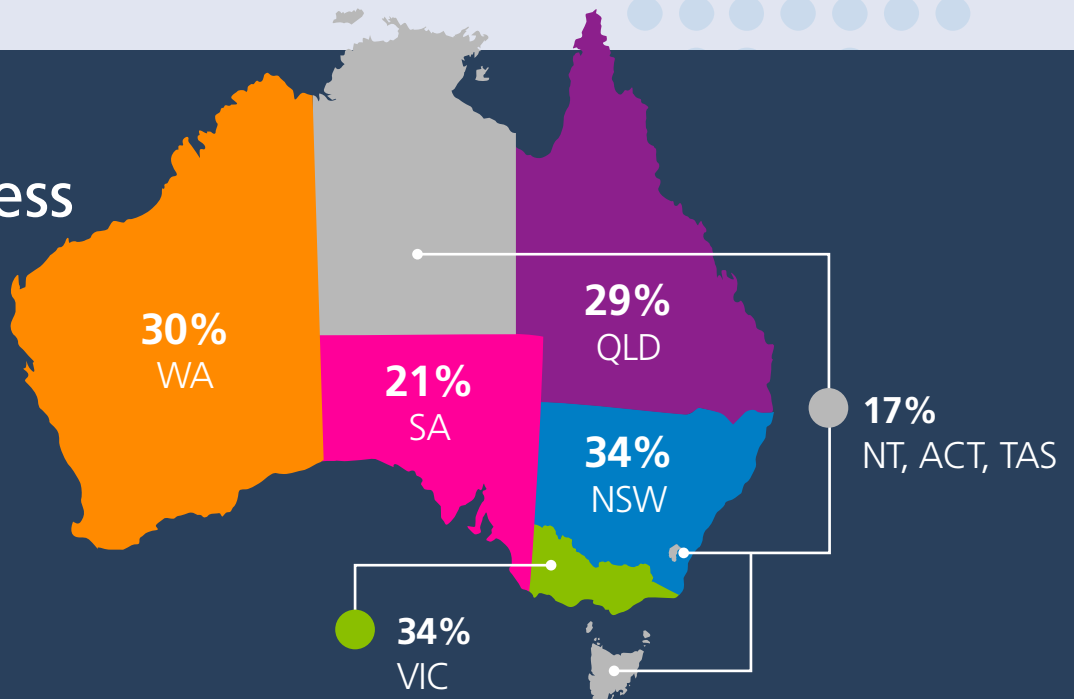 ess
30%
WA
21%
SA
29%
QLD
34%
NSW
17%
NT, ACT, TAS
34%
VIC